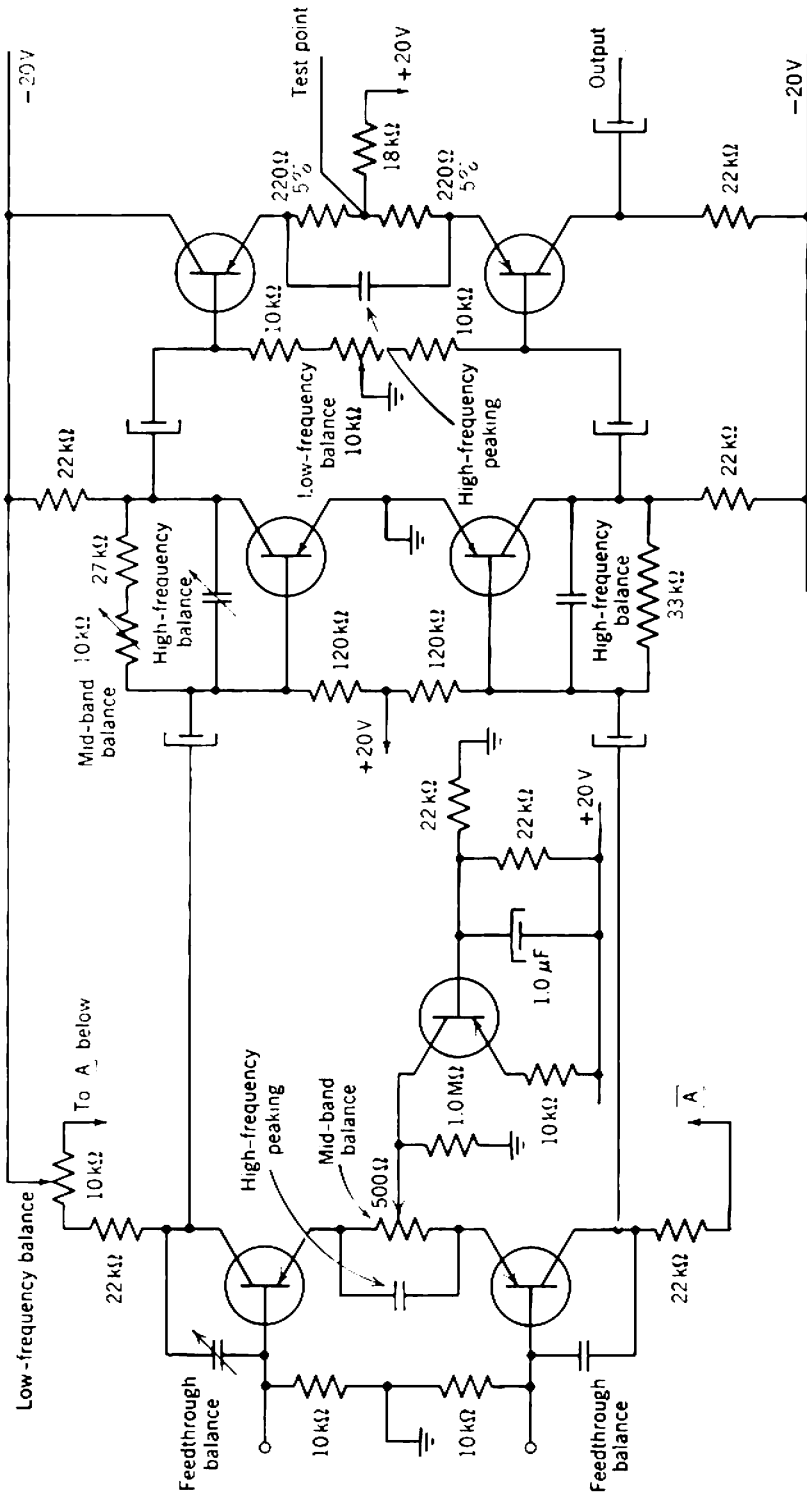 Low-frequency balance
10kΩ
To A below
22kΩ
Feedthrough
balance
10kΩ
10kΩ
Feedthrough
balance
High-frequency
peaking
Mid-band
balance
500Ω
1.0MΩ
10kΩ
1.0 μF
22kΩ
22kΩ
+20V
A
22kΩ
-20V
22kΩ
Mid-band
balance
10kΩ
27kΩ
High-frequency
balance
120kΩ
+20V
120kΩ
High-frequency
balance
33kΩ
22kΩ
10kΩ
Low-frequency
balance
10kΩ
10kΩ
High-frequency
peaking
220Ω
5%
Test point
18kΩ
+20V
220Ω
5%
Output
22kΩ
-20V